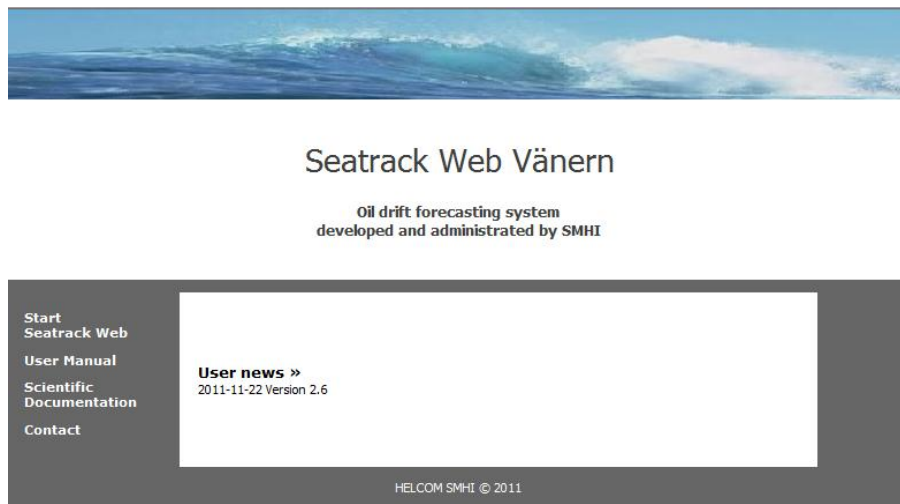 Seatrack Web Vänern
Oil drift forecasting system
developed and administrated by SMHI
Start
Seatrack Web
User Manual
Scientific
Documentation
Contact
User news »
2011-11-22 Version 2.6
HELCOM SMHI © 2011